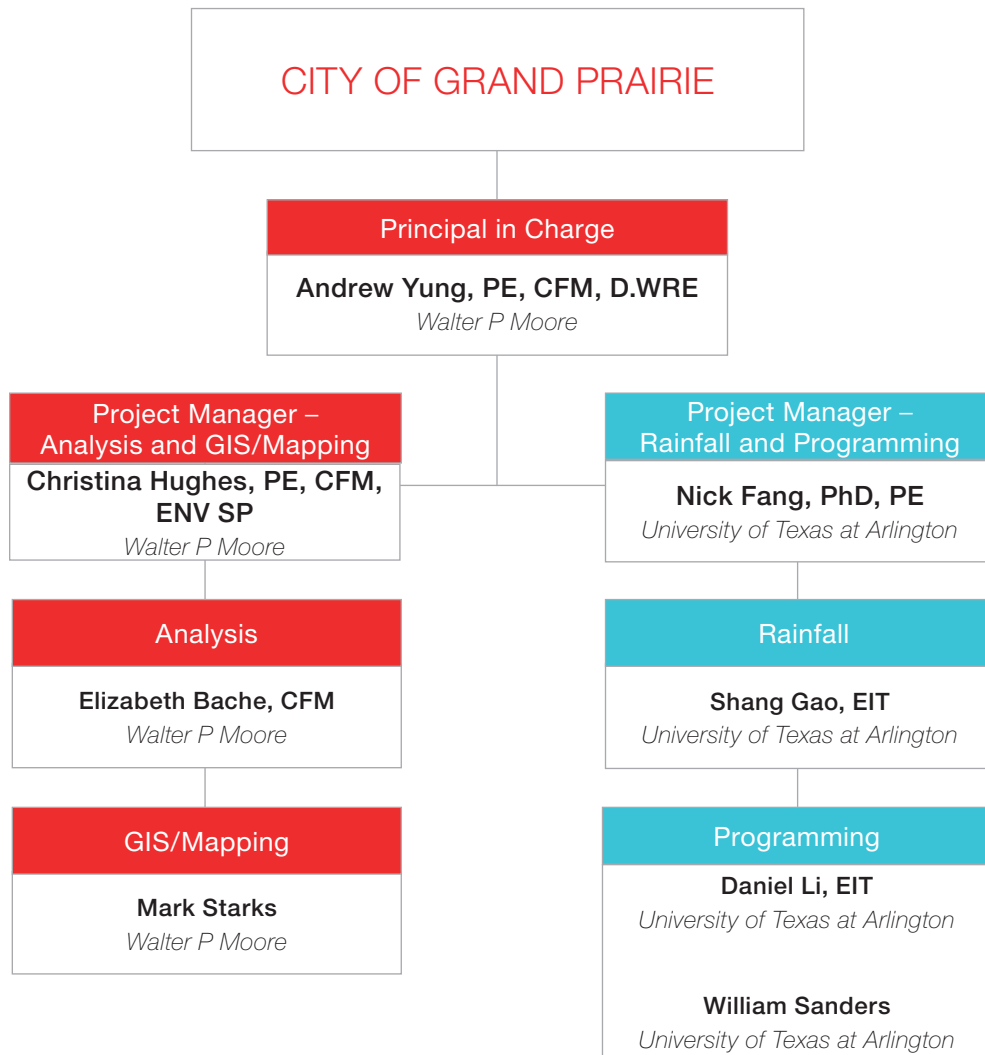 CITY OF GRAND PRAIRIE
Principal in Charge
Andrew Yung, PE, CFM, D.WRE
Walter P Moore
Project Manager –
Analysis and GIS/Mapping
Christina Hughes, PE, CFM,
ENV SP
Walter P Moore
Project Manager –
Rainfall and Programming
Nick Fang, PhD, PE
University of Texas at Arlington
Analysis
Elizabeth Bache, CFM
Walter P Moore
Rainfall
Shang Gao, EIT
University of Texas at Arlington
GIS/Mapping
Mark Starks
Walter P Moore
Programming
Daniel Li, EIT
University of Texas at Arlington
William Sanders
University of Texas at Arlington